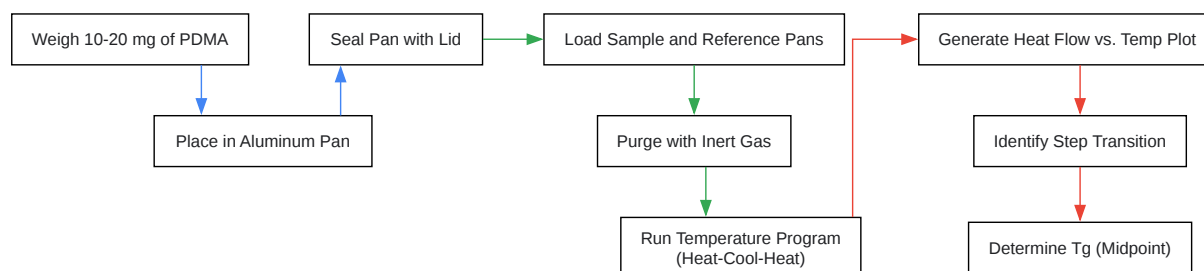 Weigh 10-20 mg of PDMA
Place in Aluminum Pan
Seal Pan with Lid
Load Sample and Reference Pans
Purge with Inert Gas
Run Temperature Program
(Heat-Cool-Heat)
Generate Heat Flow vs. Temp Plot
Identify Step Transition
Determine Tg (Midpoint)